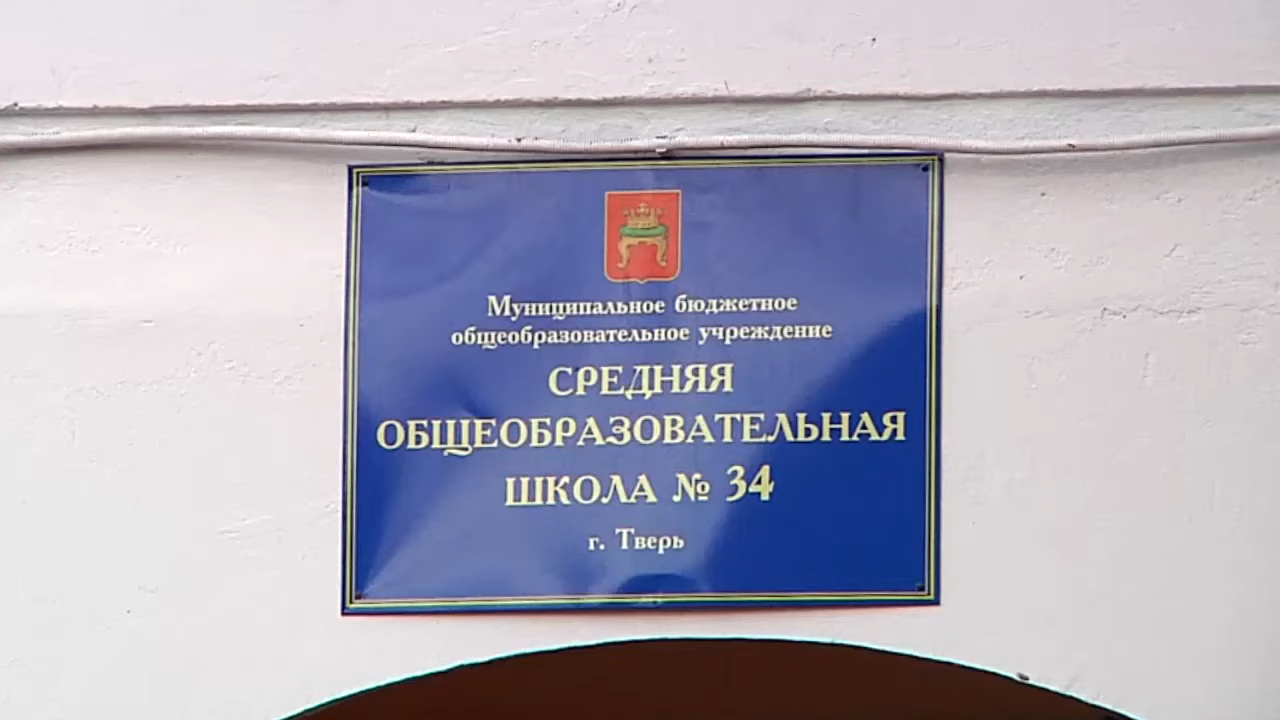 Муниципальное бюджетное
общеобразовательное учреждение
СРЕДНЯЯ
ОБЩЕОБРАЗОВАТЕЛЬНАЯ
ШКОЛА № 34
г. Тверь